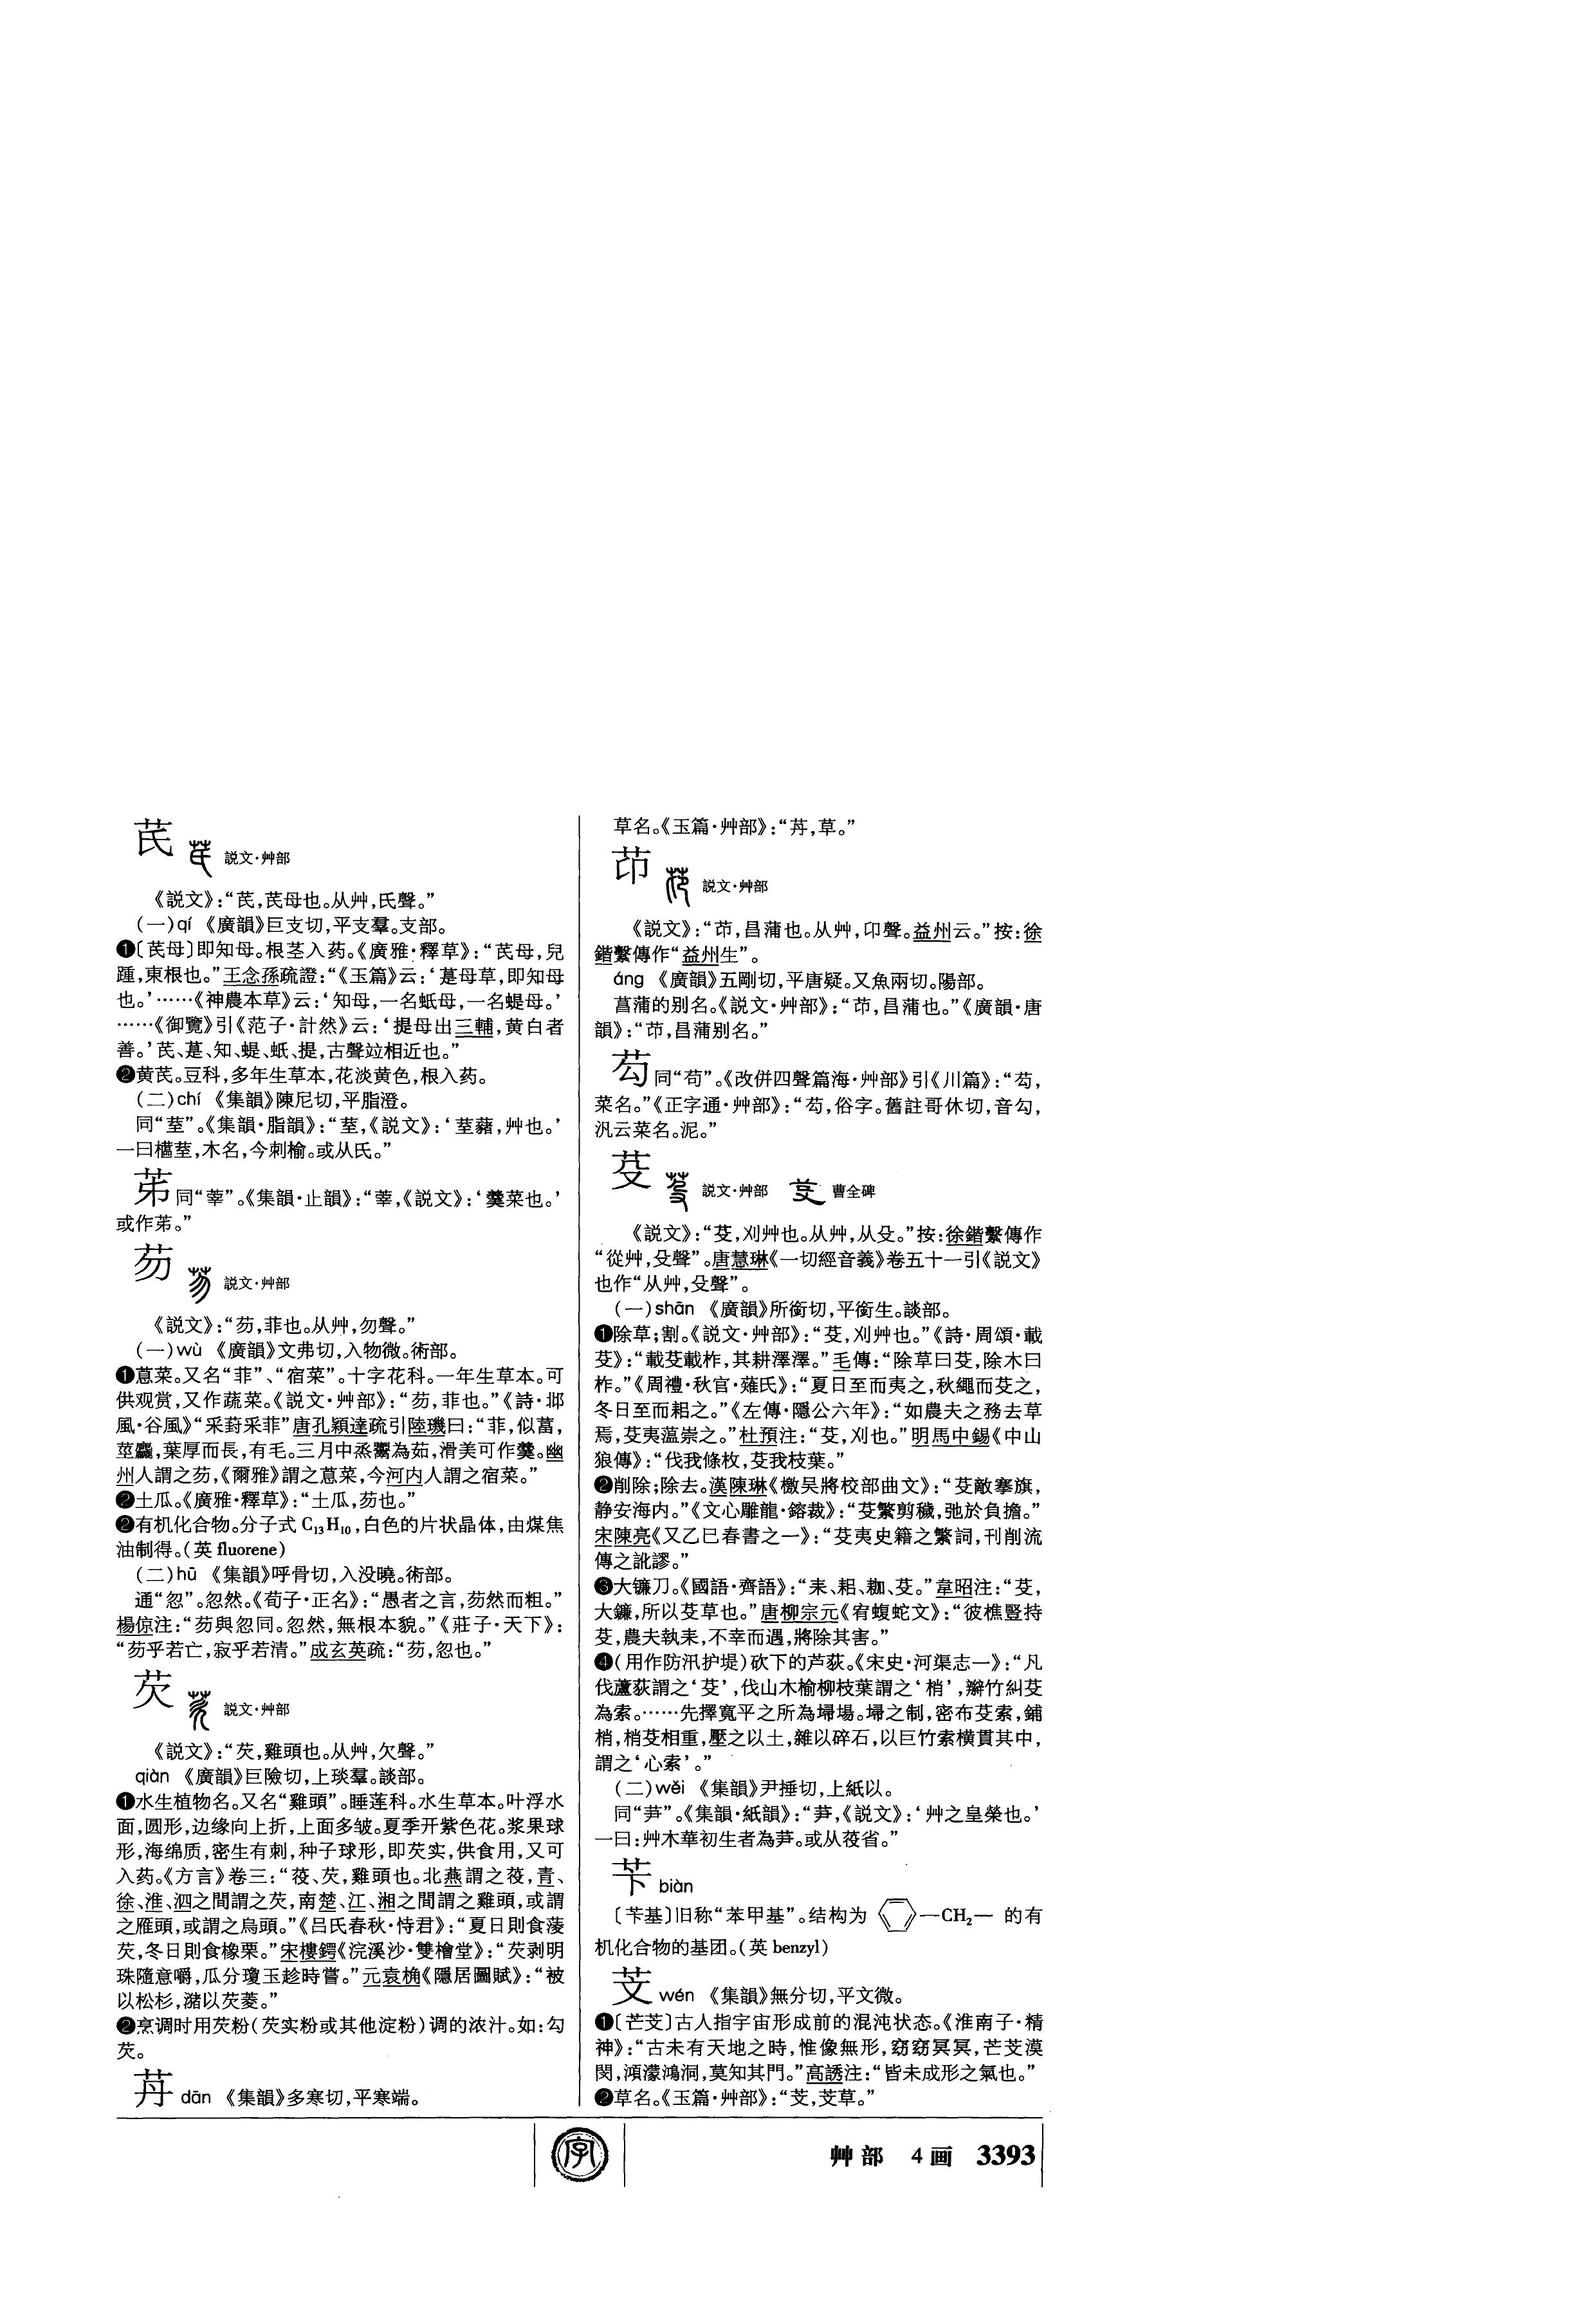 芪 説文·艸部
《説文》：“芪，芪母也。从艸，氏聲。”
（一）qí 《廣韻》巨支切，平支羣。支部。
❶〔芪母〕即知母。根茎入药。《廣雅·釋草》：“芪母，兒
踵，東根也。”王念孫疏證：“《玉篇》云：‘葚母草，即知母
也。’……《神農本草》云：‘知母，一名蚔母，一名蝭母。’
……《御覽》引《范子·計然》云：‘提母出三輔，黄白者
善。’芪、葚、知、蝭、蚔、提，古聲竝相近也。”
❷黄芪。豆科，多年生草本，花淡黄色，根入药。
（二）chí 《集韻》陳尼切，平脂澄。
同“荎”。《集韻·脂韻》：“荎，《説文》：‘荎藸，艸也。’
一曰櫙荎，木名，今刺榆。或从氏。”
同“莘”。《集韻·止韻》：“莘，《説文》：‘羹菜也。’
或作苐。”
芴 説文·艸部
《説文》：“芴，菲也。从艸，勿聲。”
（一）wù 《廣韻》文弗切，入物微。術部。
❶蒠菜。又名“菲”、“宿菜”。十字花科。一年生草本。可
供观赏，又作蔬菜。《説文·艸部》：“芴，菲也。”《詩·邶
風·谷風》“采葑采菲”唐孔穎達疏引陸璣曰：“菲，似葍，
莖麤，葉厚而長，有毛。三月中烝鬻為茹，滑美可作羹。幽
州人謂之芴，《爾雅》謂之蒠菜，今河内人謂之宿菜。”
❷土瓜。《廣雅·釋草》：“土瓜，芴也。”
❷有机化合物。分子式C₁₃H₁₀，白色的片状晶体，由煤焦
油制得。（英 fluorene）
（二）hū 《集韻》呼骨切，入没曉。術部。
通“忽”。忽然。《荀子·正名》：“愚者之言，芴然而粗。”
楊倞注：“芴與忽同。忽然，無根本貌。”《莊子·天下》：
“芴乎若亡，寂乎若清。”成玄英疏：“芴，忽也。”
芡 説文·艸部
《説文》：“芡，雞頭也。从艸，欠聲。”
qiàn 《廣韻》巨險切，上琰羣。談部。
❶水生植物名。又名“雞頭”。睡莲科。水生草本。叶浮水
面，圆形，边缘向上折，上面多皱。夏季开紫色花。浆果球
形，海绵质，密生有刺，种子球形，即芡实，供食用，又可
入药。《方言》卷三：“䓈、芡，雞頭也。北燕謂之䓈，青、
徐、淮、泗之間謂之芡，南楚、江、湘之間謂之雞頭，或謂
之雁頭，或謂之烏頭。”《吕氏春秋·恃君》：“夏日則食菱
芡，冬日則食橡栗。”宋樓鍔《浣溪沙·雙檜堂》：“芡剥明
珠隨意嚼，瓜分瓊玉趁時嘗。”元袁桷《隱居圖賦》：“被
以松杉，潴以芡菱。”
❷烹调时用芡粉（芡实粉或其他淀粉）调的浓汁。如：勾
芡。
䒟 dān 《集韻》多寒切，平寒端。
草名。《玉篇·艸部》：“䒟，草。”
茚 説文·艸部
《説文》：“茚，昌蒲也。从艸，卬聲。益州云。”按：徐
鍇繫傳作“益州生”。
áng 《廣韻》五剛切，平唐疑。又魚兩切。陽部。
菖蒲的别名。《説文·艸部》：“茚，昌蒲也。”《廣韻·唐
韻》：“茚，昌蒲别名。”
芶 同“苟”。《改併四聲篇海·艸部》引《川篇》：“芶，
菜名。”《正字通·艸部》：“芶，俗字。舊註哥休切，音勾，
汎云菜名。泥。”
芟 説文·艸部 曹全碑
《説文》：“芟，刈艸也。从艸，从殳。”按：徐鍇繫傳作
“從艸，殳聲”。唐慧琳《一切經音義》卷五十一引《説文》
也作“从艸，殳聲”。
（一）shān 《廣韻》所銜切，平銜生。談部。
❶除草；割。《説文·艸部》：“芟，刈艸也。”《詩·周頌·載
芟》：“載芟載柞，其耕澤澤。”毛傳：“除草曰芟，除木曰
柞。”《周禮·秋官·薙氏》：“夏日至而夷之，秋繩而芟之，
冬日至而耜之。”《左傳·隱公六年》：“如農夫之務去草
焉，芟夷薀崇之。”杜預注：“芟，刈也。”明馬中錫《中山
狼傳》：“伐我條枚，芟我枝葉。”
❷削除；除去。漢陳琳《檄吴將校部曲文》：“芟敵搴旗，
静安海内。”《文心雕龍·鎔裁》：“芟繁剪穢，弛於負擔。”
宋陳亮《又乙巳春書之一》：“芟夷史籍之繁詞，刊削流
傳之訛謬。”
❸大镰刀。《國語·齊語》：“耒、耜、枷、芟。”韋昭注：“芟，
大鐮，所以芟草也。”唐柳宗元《宥蝮蛇文》：“彼樵豎持
芟，農夫執耒，不幸而遇，將除其害。”
❹（用作防汛护堤）砍下的芦荻。《宋史·河渠志一》：“凡
伐蘆荻謂之‘芟’，伐山木榆柳枝葉謂之‘梢’，辮竹糾芟
為索。……先擇寬平之所為埽場。埽之制，密布芟索，鋪
梢，梢芟相重，壓之以土，雜以碎石，以巨竹索横貫其中，
謂之‘心索’。”
（二）wěi 《集韻》尹捶切，上紙以。
同“芛”。《集韻·紙韻》：“芛，《説文》：‘艸之皇榮也。’
一曰：艸木華初生者為芛。或从䓈省。”
苄 biàn
〔苄基〕旧称“苯甲基”。结构为 —CH₂— 的有
机化合物的基团。（英 benzyl）
芠 wén 《集韻》無分切，平文微。
❶〔芒芠〕古人指宇宙形成前的混沌状态。《淮南子·精
神》：“古未有天地之時，惟像無形，窈窈冥冥，芒芠漠
閔，澒濛鴻洞，莫知其門。”高誘注：“皆未成形之氣也。”
❷草名。《玉篇·艸部》：“芠，芠草。”
字
艸部 4画 3393